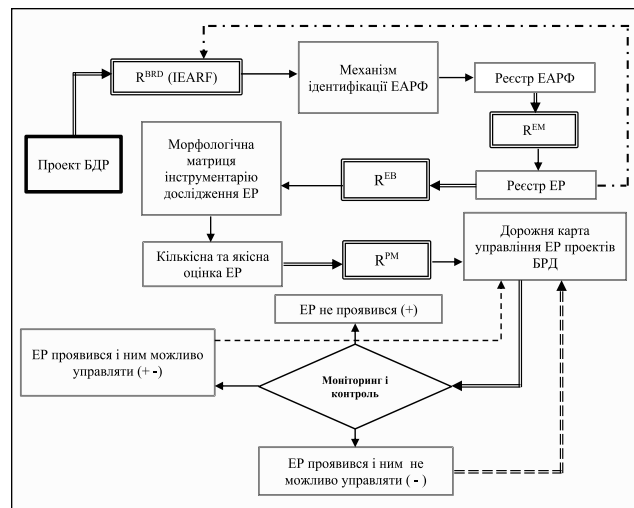 R^BRD (IEARF)
Механізм
ідентифікації ЕАРФ
Реєстр ЕАРФ
R^EM
Проект БДР
Морфологічна
матриця
інструментарію
дослідження ЕР
R^EB
Реєстр ЕР
Кількісна та якісна
оцінка ЕР
R^PM
Дорожня карта
управління ЕР проектів
БРД
ЕР не проявився (+)
ЕР проявився і ним можливо
управляти (+ -)
Моніторинг і
контроль
ЕР проявився і ним не
можливо управляти ( - )